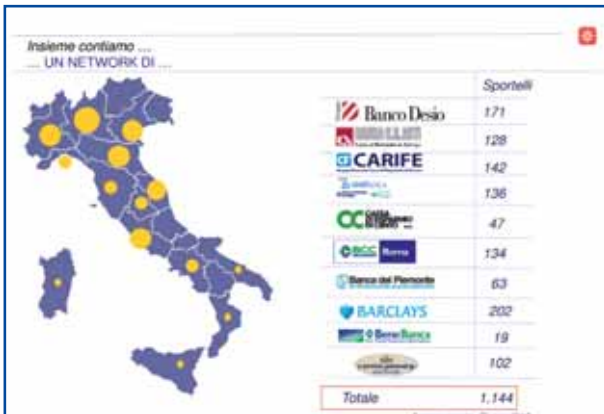 Insieme contiamo ....
.... UN NETWORK DI ....
Sportelli
Banco Desio 171
128
CARIFE 142
136
47
BCC Roma 134
Banca del Piemonte 63
BARCLAYS 202
BeneBanca 19
102
Totale 1.144